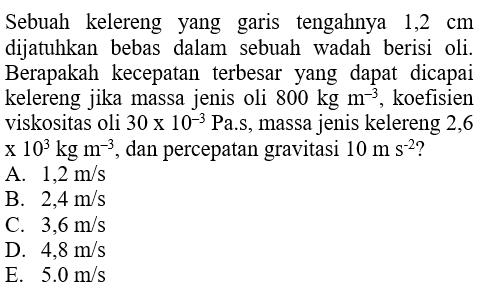 Sebuah kelereng yang garis tengahnya 1,2 cm
dijatuhkan bebas dalam sebuah wadah berisi oli.
Berapakah kecepatan terbesar yang dapat dicapai
kelereng jika massa jenis oli 800 kg m⁻³, koefisien
viskositas oli 30 x 10⁻³ Pa.s, massa jenis kelereng 2,6
x 10³ kg m⁻³, dan percepatan gravitasi 10 m s⁻²?
A. 1,2 m/s
B. 2,4 m/s
C. 3,6 m/s
D. 4,8 m/s
E. 5.0 m/s